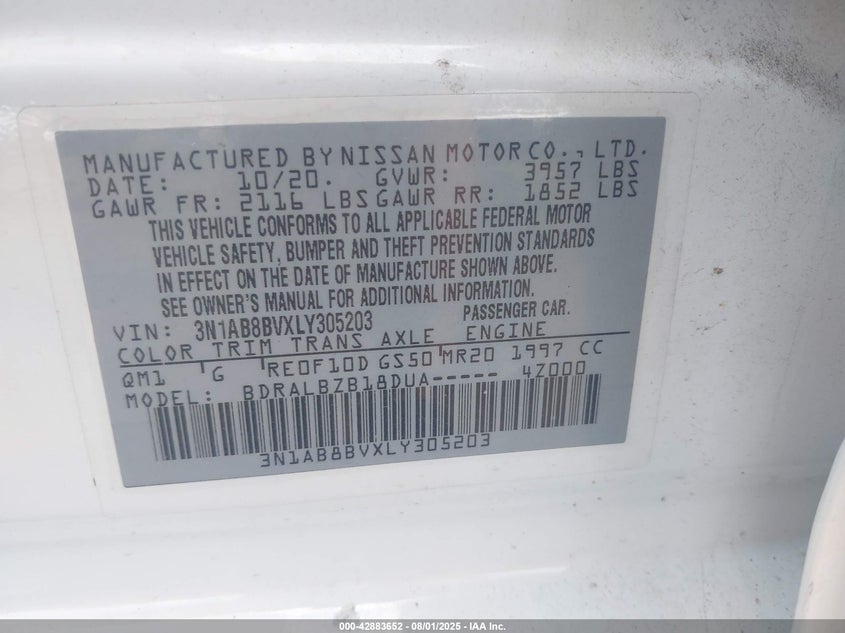 MANUFACTURED BY NISSAN MOTOR CO., LTD.
DATE: 10/20. GVWR: 3957 LBS
GAWR FR: 2116 LBS GAWR RR: 1852 LBS
THIS VEHICLE CONFORMS TO ALL APPLICABLE FEDERAL MOTOR
VEHICLE SAFETY, BUMPER AND THEFT PREVENTION STANDARDS
IN EFFECT ON THE DATE OF MANUFACTURE SHOWN ABOVE.
SEE OWNER'S MANUAL FOR ADDITIONAL INFORMATION.
VIN: 3N1AB8BVXLY305203 PASSENGER CAR.
COLOR TRIM TRANS AXLE ENGINE
QM1 G RE0F10D GS50 MR20 1997 CC
MODEL: BDRALBZB18DUA----- 4Z000
3N1AB8BVXLY305203
000-42883652 - 08/01/2025 - IAA Inc.